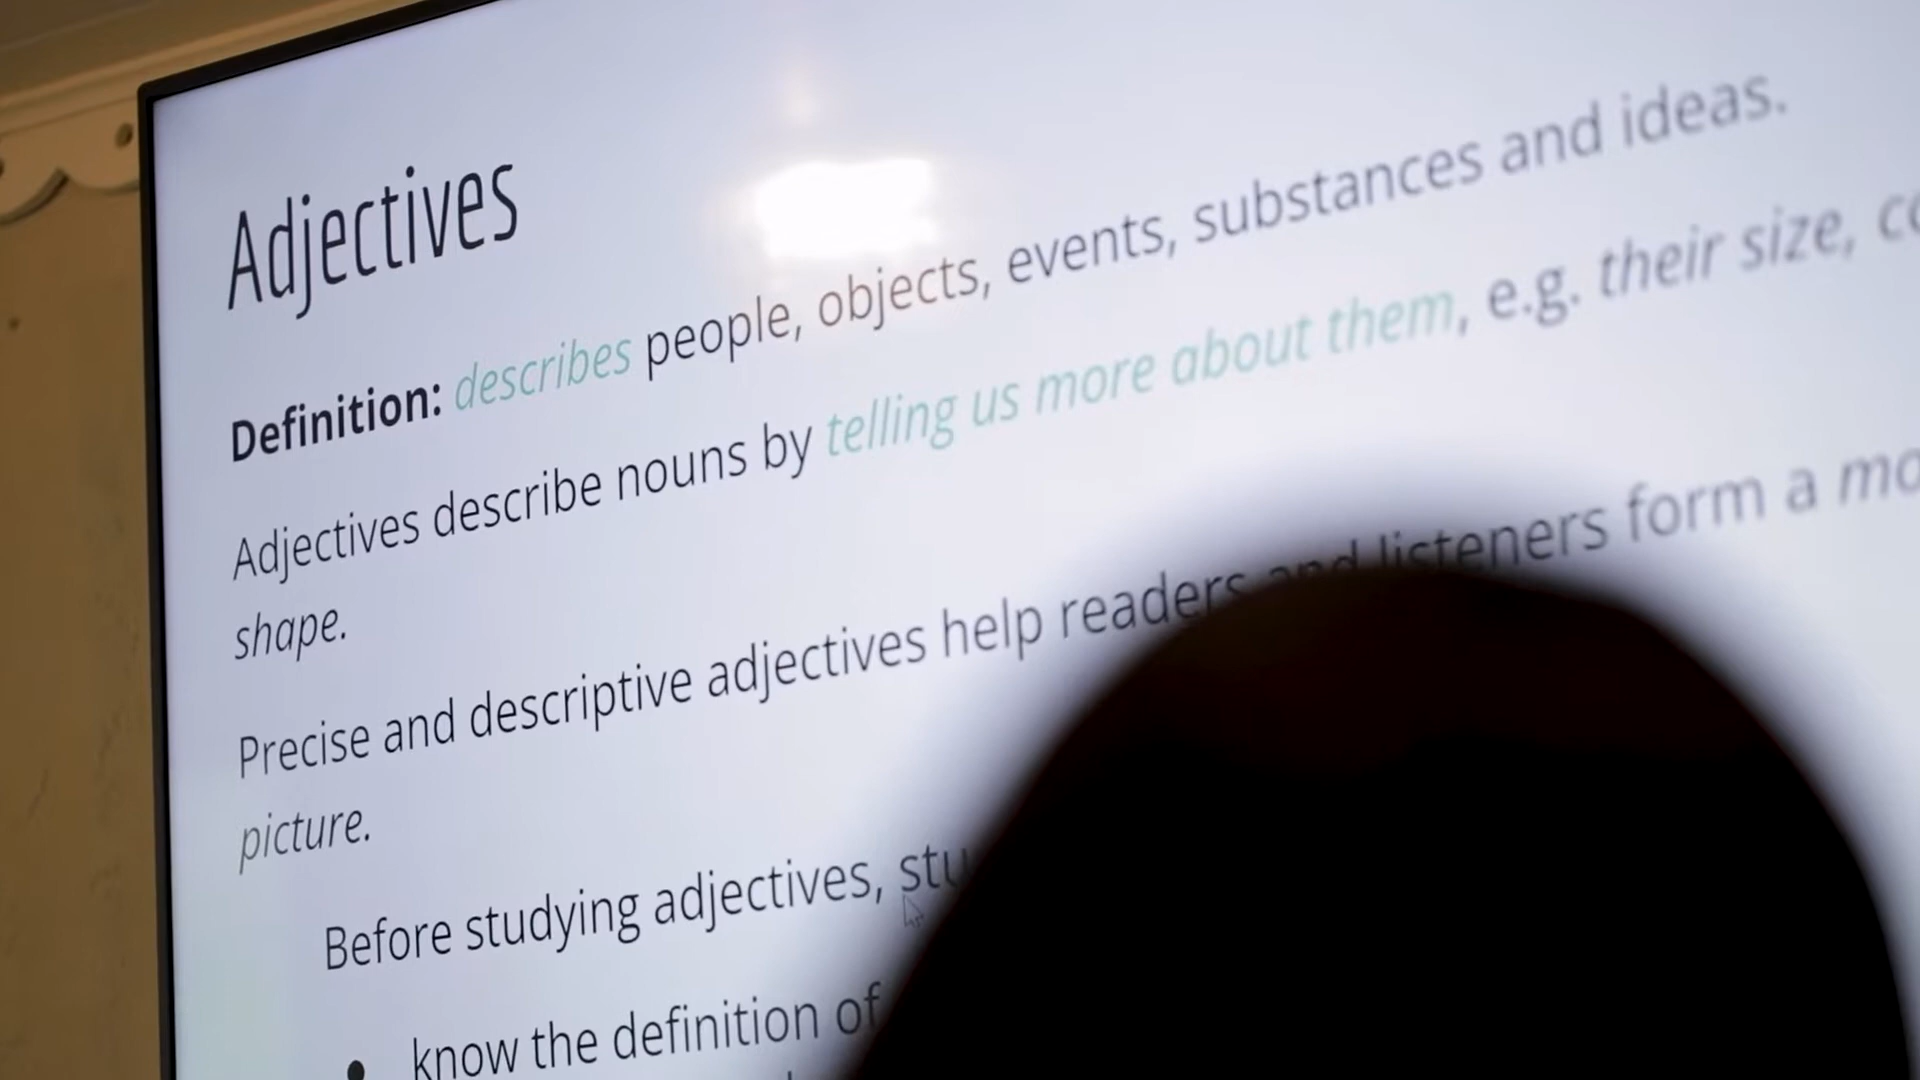 Adjectives
Definition: describes people, objects, events, substances and ideas.
Adjectives describe nouns by telling us more about them, e.g. their size,
shape.
Precise and descriptive adjectives help readers and listeners form a
picture.
Before studying adjectives,
know the definition of